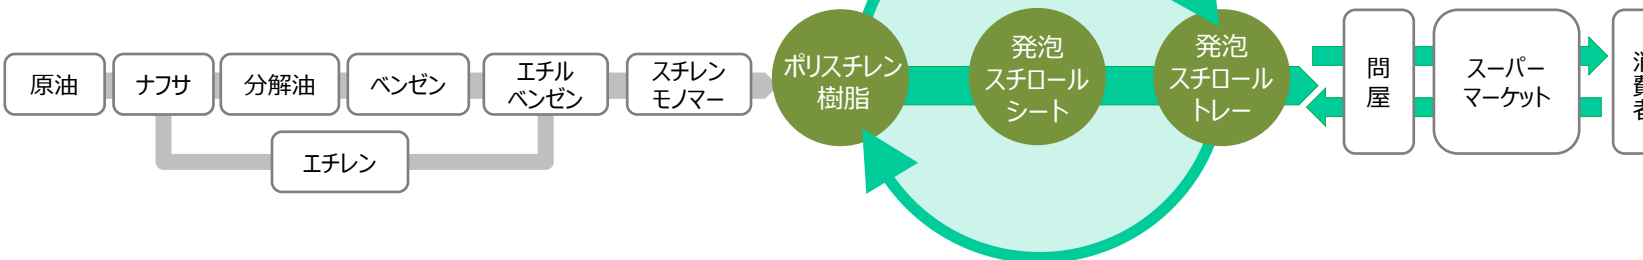 原油
ナフサ
分解油
ベンゼン
エチル
ベンゼン
スチレン
モノマー
エチレン
ポリスチレン
樹脂
発泡
スチロール
シート
発泡
スチロール
トレー
問屋
スーパー
マーケット
消費者